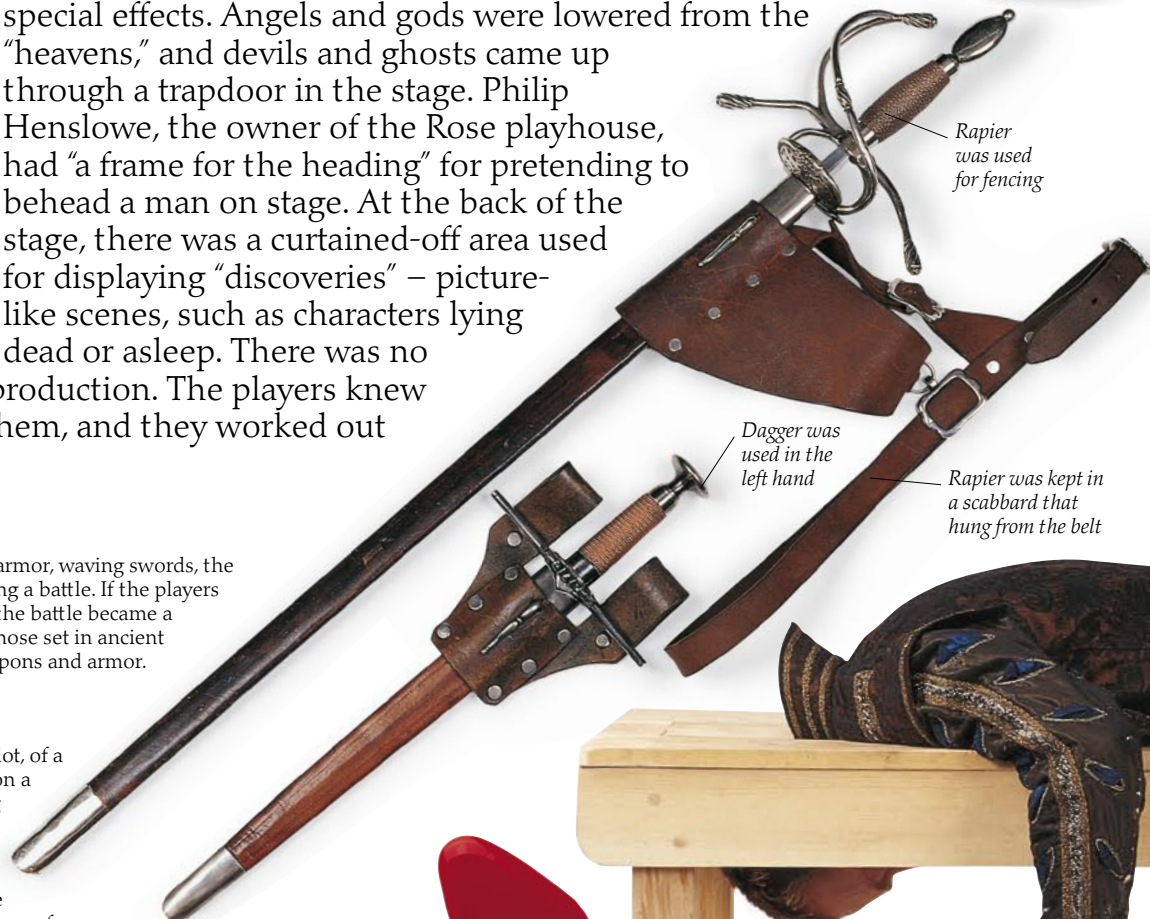 special effects. Angels and gods were lowered from the
“heavens,” and devils and ghosts came up
through a trapdoor in the stage. Philip
Henslowe, the owner of the Rose playhouse,
had “a frame for the heading” for pretending to
behead a man on stage. At the back of the
stage, there was a curtained-off area used
for displaying “discoveries” – picture-
like scenes, such as characters lying
dead or asleep. There was no
production. The players knew
hem, and they worked out
Rapier
was used
for fencing
Dagger was
used in the
left hand
Rapier was kept in
a scabbard that
hung from the belt
armor, waving swords, the
ng a battle. If the players
the battle became a
hose set in ancient
pons and armor.
lot, of a
on a